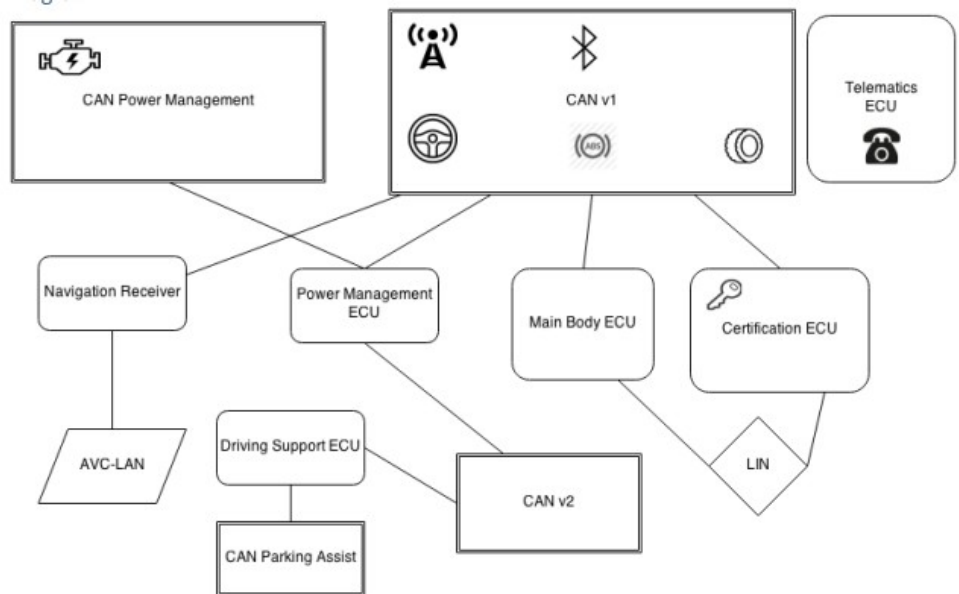 CAN Power Management
CAN v1
ABS
Telematics
ECU
Navigation Receiver
Power Management
ECU
Main Body ECU
Certification ECU
AVC-LAN
Driving Support ECU
LIN
CAN v2
CAN Parking Assist